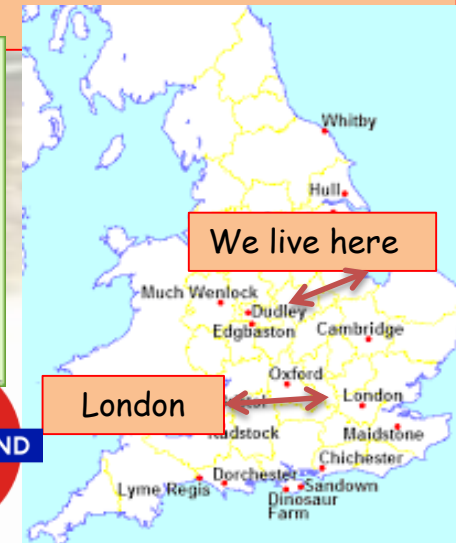 Whitby
Hull
We live here
Much Wenlock
Dudley
Edgbaston
Cambridge
Oxford
London
London
Radstock
Maidstone
Chichester
Dorchester
Sandown
Lyme Regis
Dinosaur
Farm
ND